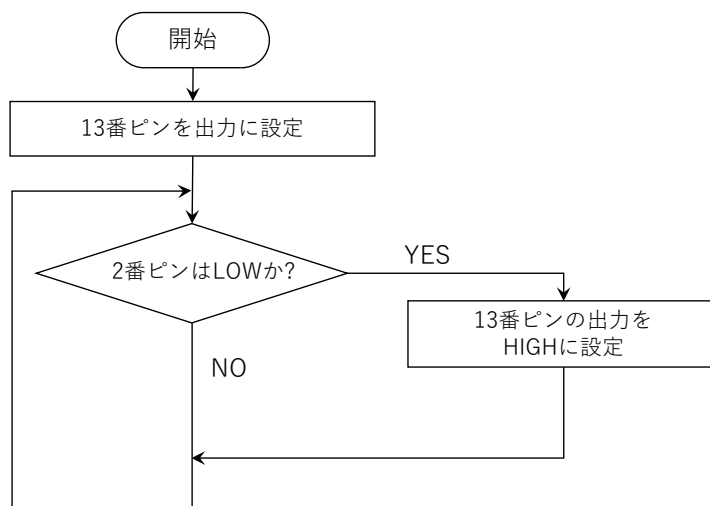 開始
13番ピンを出力に設定
2番ピンはLOWか?
YES
13番ピンの出力を
HIGHに設定
NO